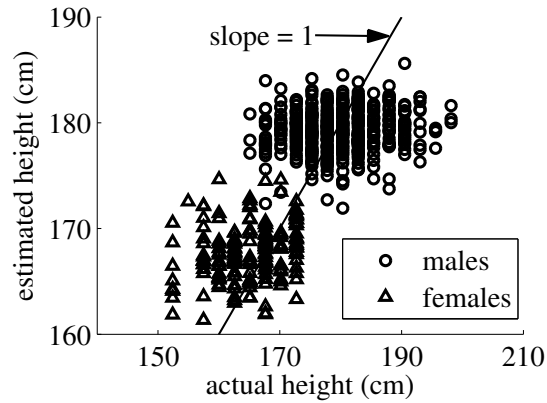 190
slope = 1
180
170
160
estimated height (cm)
males
females
150
170
190
210
actual height (cm)